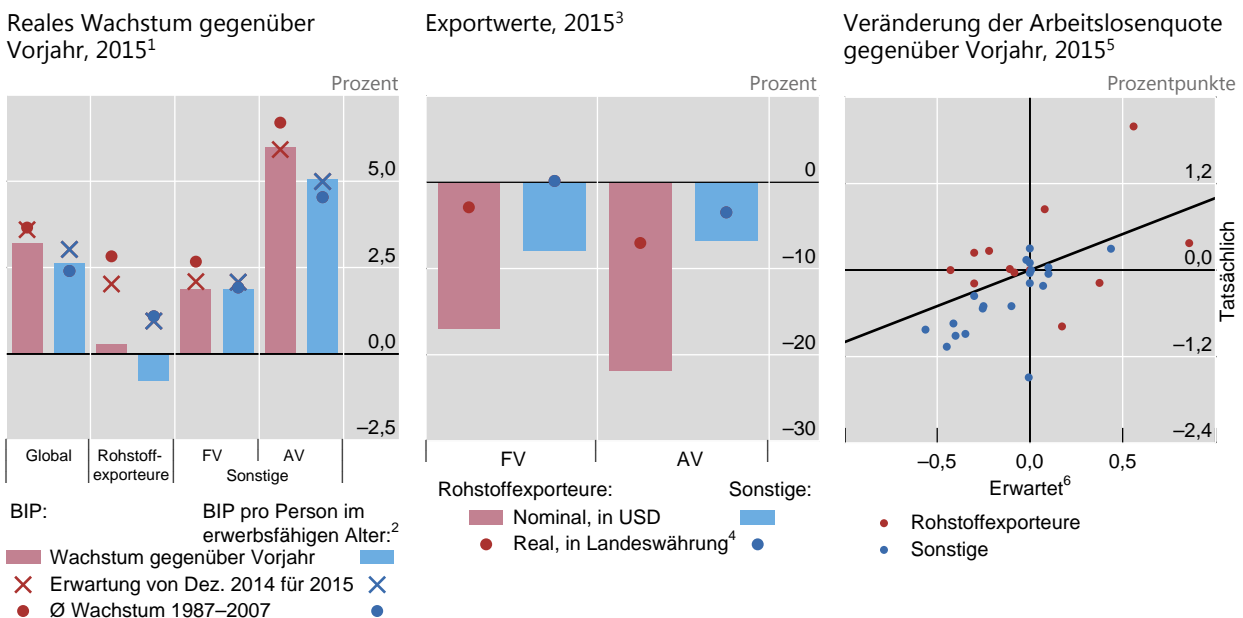 Reales Wachstum gegenüber
Vorjahr, 2015¹
Prozent
5,0
2,5
0,0
–2,5
Global
Rohstoff-
exporteure
FV
AV
Sonstige
BIP:
BIP pro Person im
erwerbsfähigen Alter:²
Wachstum gegenüber Vorjahr
Erwartung von Dez. 2014 für 2015
Ø Wachstum 1987–2007
Exportwerte, 2015³
Prozent
0
–10
–20
–30
FV
AV
Rohstoffexporteure:
Sonstige:
Nominal, in USD
Real, in Landeswährung⁴
Veränderung der Arbeitslosenquote
gegenüber Vorjahr, 2015⁵
Prozentpunkte
1,2
0,0
–1,2
–2,4
Tatsächlich
–0,5
0,0
0,5
Erwartet⁶
Rohstoffexporteure
Sonstige